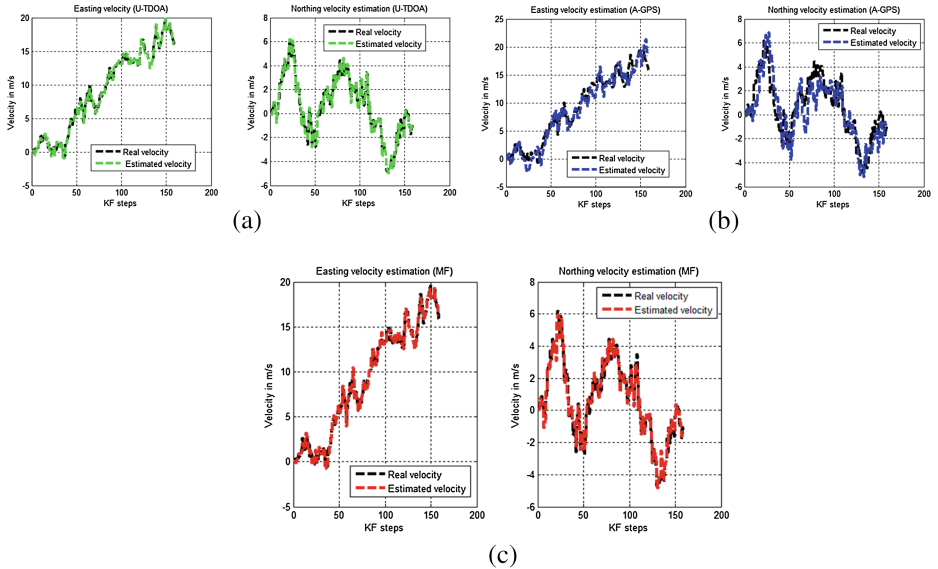 Easting velocity (U-TDOA)
Northing velocity estimation (U-TDOA)
Velocity in m/s
20
15
10
5
0
-5
0
50
100
150
200
KF steps
Real velocity
Estimated velocity
Velocity in m/s
8
6
4
2
0
-2
-4
-6
0
50
100
150
200
KF steps
Real velocity
Estimated velocity
(a)
Easting velocity estimation (A-GPS)
Northing velocity estimation (A-GPS)
Velocity in m/s
25
20
15
10
5
0
-5
0
50
100
150
200
KF steps
Real velocity
Estimated velocity
Velocity in m/s
8
6
4
2
0
-2
-4
-6
0
50
100
150
200
KF steps
Real velocity
Estimated velocity
(b)
Easting velocity estimation (MF)
Northing velocity estimation (MF)
Velocity in m/s
20
15
10
5
0
-5
0
50
100
150
200
KF steps
Real velocity
Estimated velocity
Velocity in m/s
8
6
4
2
0
-2
-4
-6
0
50
100
150
200
KF steps
Real velocity
Estimated velocity
(c)